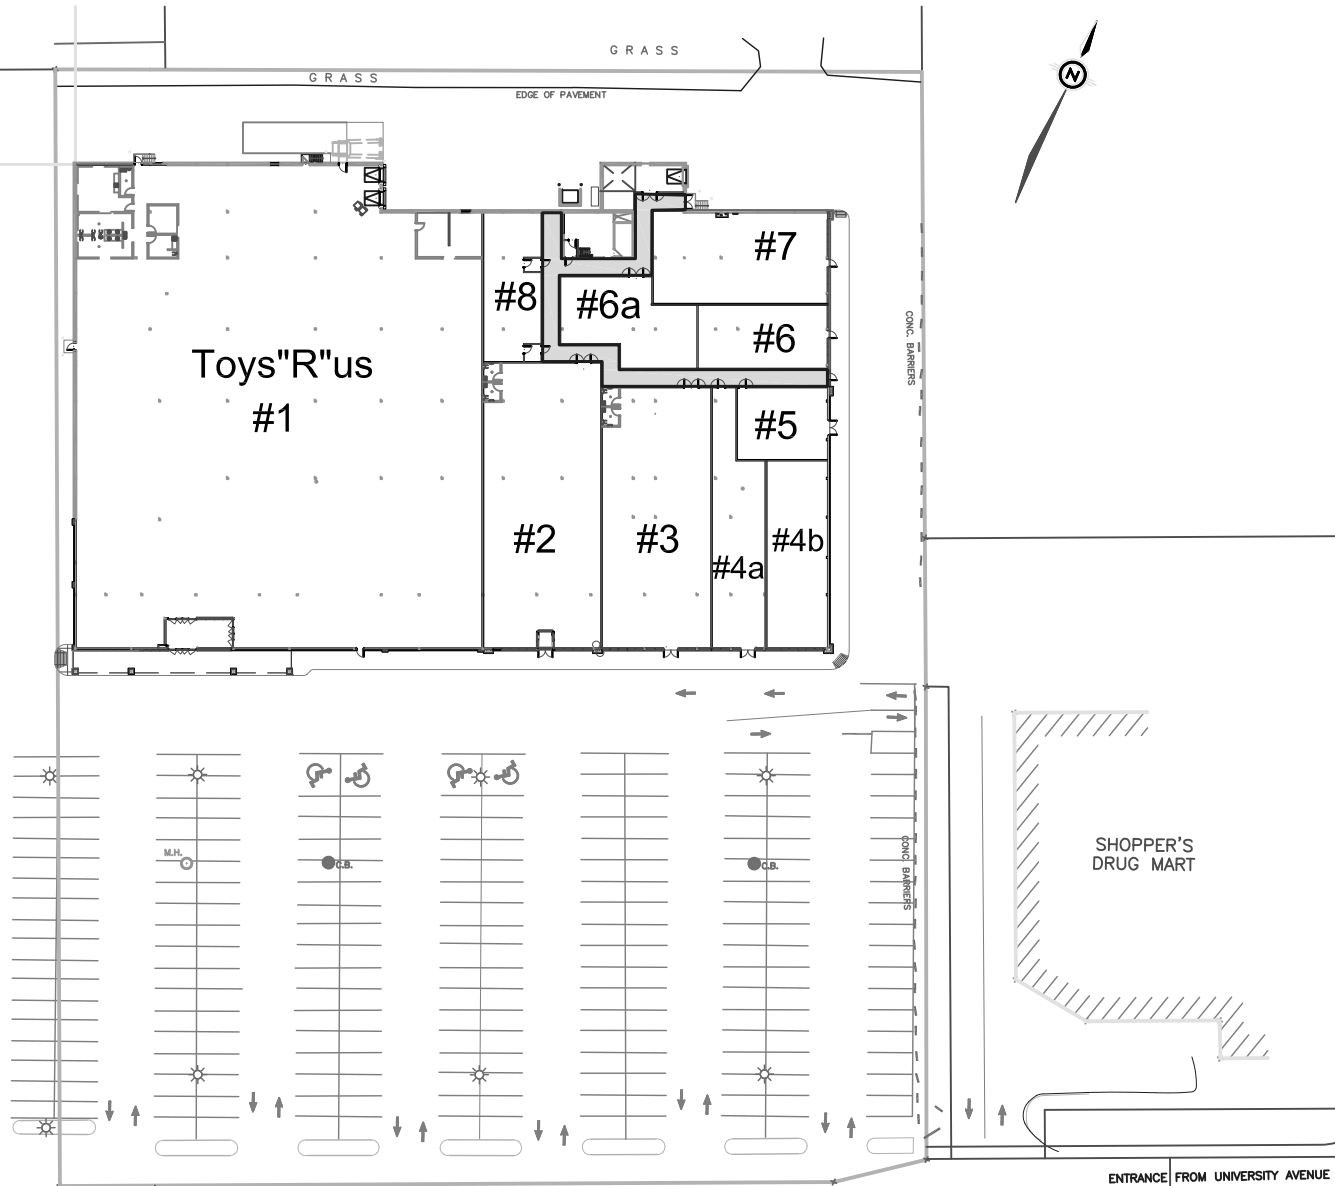 GRASS
GRASS
EDGE OF PAVEMENT
N
#7
#8
#6a
#6
CONC. BARRIERS
Toys"R"us
#1
#5
#2
#3
#4b
#4a
M.H.
C.B.
C.B.
CONC. BARRIERS
SHOPPER'S
DRUG MART
ENTRANCE FROM UNIVERSITY AVENUE